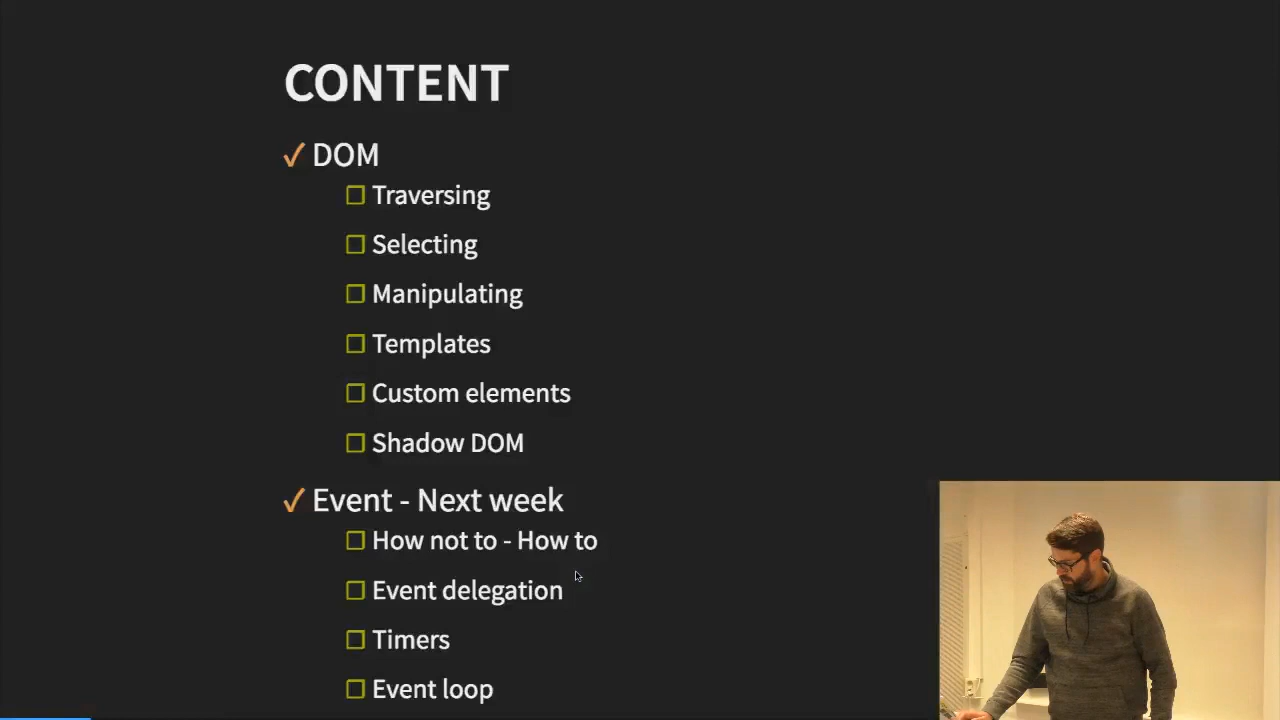 CONTENT
✓ DOM
☐ Traversing
☐ Selecting
☐ Manipulating
☐ Templates
☐ Custom elements
☐ Shadow DOM
✓ Event - Next week
☐ How not to - How to
☐ Event delegation
☐ Timers
☐ Event loop